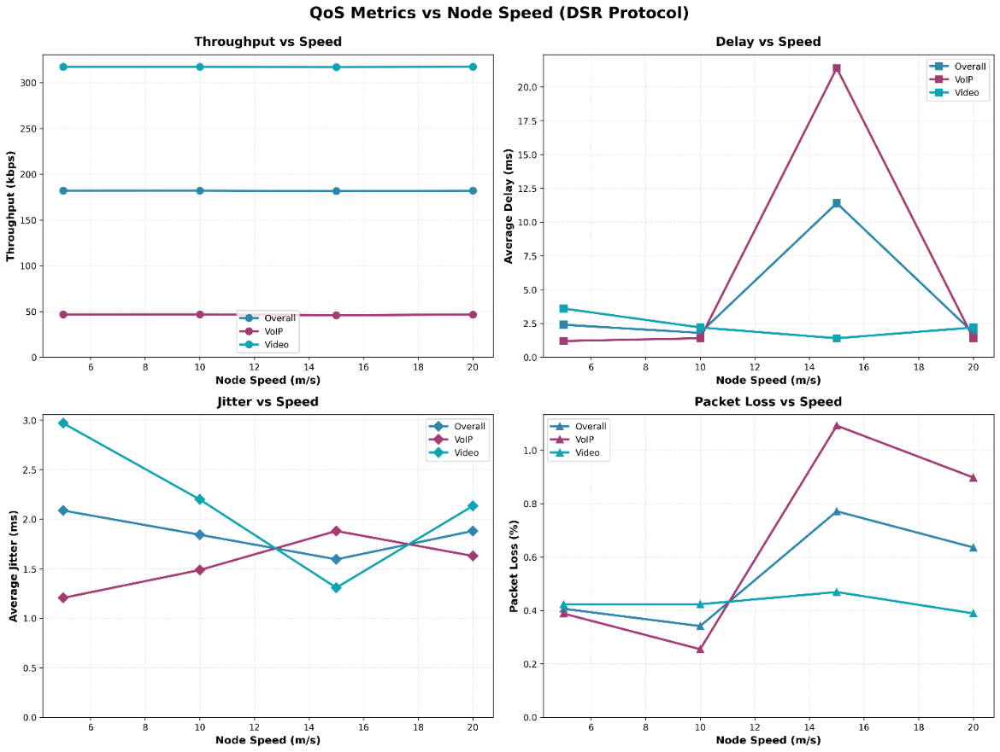 QoS Metrics vs Node Speed (DSR Protocol)
Throughput vs Speed
Throughput (kbps)
300
250
200
150
100
50
0
Overall
VoIP
Video
6 8 10 12 14 16 18 20
Node Speed (m/s)
Delay vs Speed
Average Delay (ms)
20.0
17.5
15.0
12.5
10.0
7.5
5.0
2.5
0.0
Overall
VoIP
Video
6 8 10 12 14 16 18 20
Node Speed (m/s)
Jitter vs Speed
Average Jitter (ms)
3.0
2.5
2.0
1.5
1.0
0.5
0.0
Overall
VoIP
Video
6 8 10 12 14 16 18 20
Node Speed (m/s)
Packet Loss vs Speed
Packet Loss (%)
1.0
0.8
0.6
0.4
0.2
0.0
Overall
VoIP
Video
6 8 10 12 14 16 18 20
Node Speed (m/s)